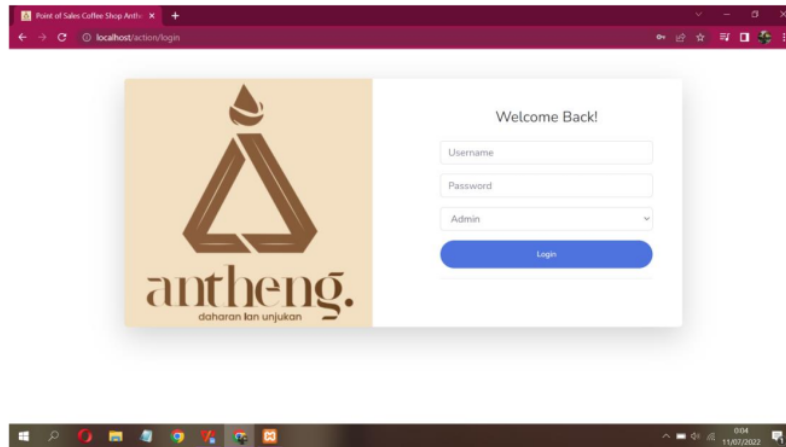 Point of Sales Coffee Shop Anth
localhost/action/login
Welcome Back!
Username
Password
Admin
Login
antheng.
daharan lan unjukan
0:04
11/07/2022